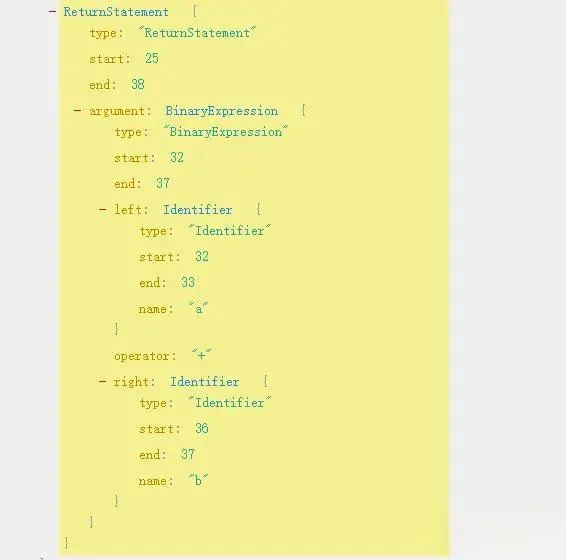 - ReturnStatement {
type: "ReturnStatement"
start: 25
end: 38
- argument: BinaryExpression {
type: "BinaryExpression"
start: 32
end: 37
- left: Identifier {
type: "Identifier"
start: 32
end: 33
name: "a"
}
operator: "+"
- right: Identifier {
type: "Identifier"
start: 36
end: 37
name: "b"
}
}
}